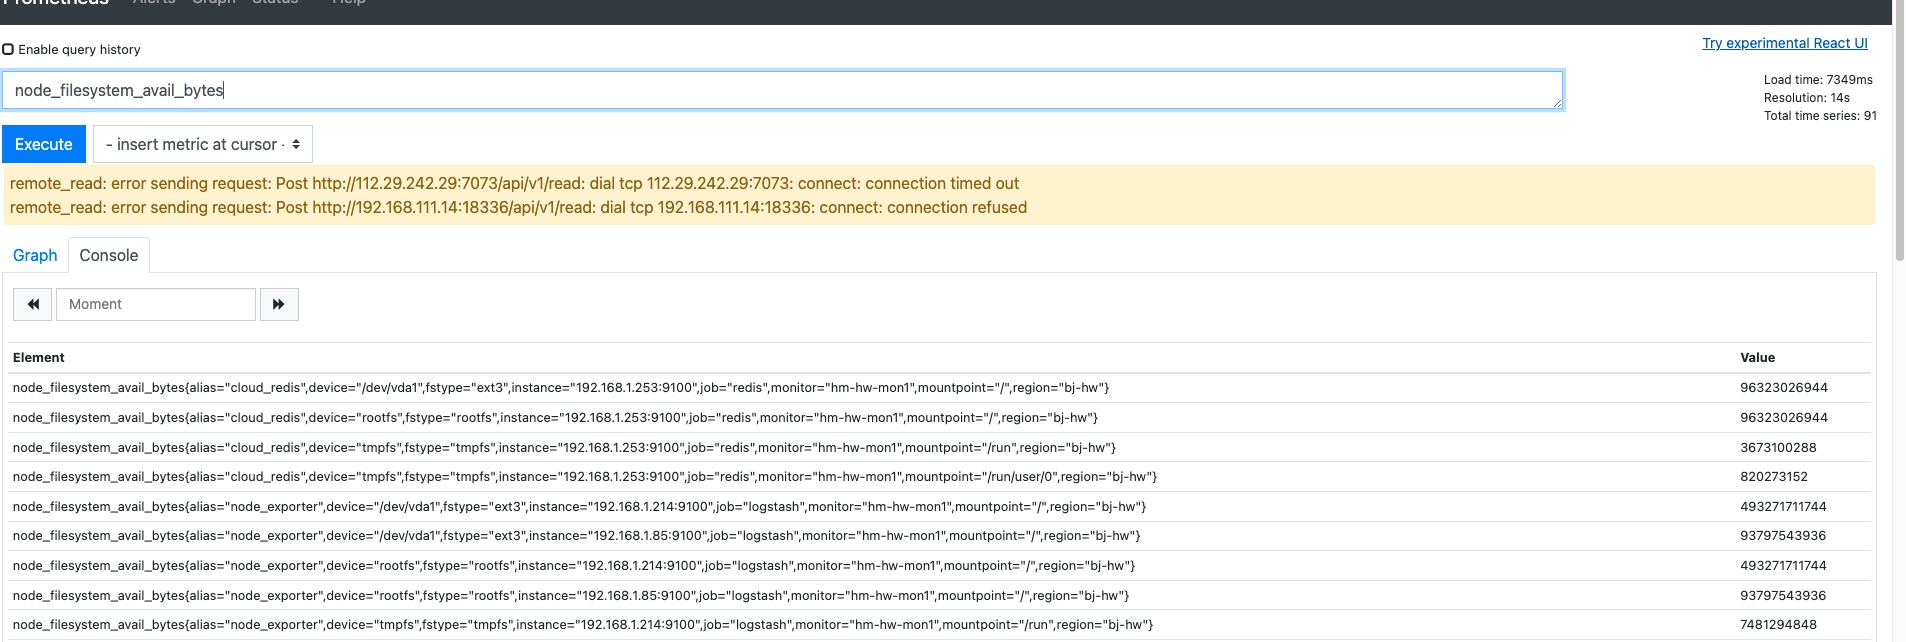 Prometheus Alerts Graph Status Help
Enable query history
Try experimental React UI
node_filesystem_avail_bytes
Load time: 7349ms
Resolution: 14s
Total time series: 91
Execute
- insert metric at cursor -
remote_read: error sending request: Post http://112.29.242.29:7073/api/v1/read: dial tcp 112.29.242.29:7073: connect: connection timed out
remote_read: error sending request: Post http://192.168.111.14:18336/api/v1/read: dial tcp 192.168.111.14:18336: connect: connection refused
Graph Console
Moment
Element Value
node_filesystem_avail_bytes{alias="cloud_redis",device="/dev/vda1",fstype="ext3",instance="192.168.1.253:9100",job="redis",monitor="hm-hw-mon1",mountpoint="/",region="bj-hw"} 96323026944
node_filesystem_avail_bytes{alias="cloud_redis",device="rootfs",fstype="rootfs",instance="192.168.1.253:9100",job="redis",monitor="hm-hw-mon1",mountpoint="/",region="bj-hw"} 96323026944
node_filesystem_avail_bytes{alias="cloud_redis",device="tmpfs",fstype="tmpfs",instance="192.168.1.253:9100",job="redis",monitor="hm-hw-mon1",mountpoint="/run",region="bj-hw"} 3673100288
node_filesystem_avail_bytes{alias="cloud_redis",device="tmpfs",fstype="tmpfs",instance="192.168.1.253:9100",job="redis",monitor="hm-hw-mon1",mountpoint="/run/user/0",region="bj-hw"} 820273152
node_filesystem_avail_bytes{alias="node_exporter",device="/dev/vda1",fstype="ext3",instance="192.168.1.214:9100",job="logstash",monitor="hm-hw-mon1",mountpoint="/",region="bj-hw"} 493271711744
node_filesystem_avail_bytes{alias="node_exporter",device="/dev/vda1",fstype="ext3",instance="192.168.1.85:9100",job="logstash",monitor="hm-hw-mon1",mountpoint="/",region="bj-hw"} 93797543936
node_filesystem_avail_bytes{alias="node_exporter",device="rootfs",fstype="rootfs",instance="192.168.1.214:9100",job="logstash",monitor="hm-hw-mon1",mountpoint="/",region="bj-hw"} 493271711744
node_filesystem_avail_bytes{alias="node_exporter",device="rootfs",fstype="rootfs",instance="192.168.1.85:9100",job="logstash",monitor="hm-hw-mon1",mountpoint="/",region="bj-hw"} 93797543936
node_filesystem_avail_bytes{alias="node_exporter",device="tmpfs",fstype="tmpfs",instance="192.168.1.214:9100",job="logstash",monitor="hm-hw-mon1",mountpoint="/run",region="bj-hw"} 7481294848